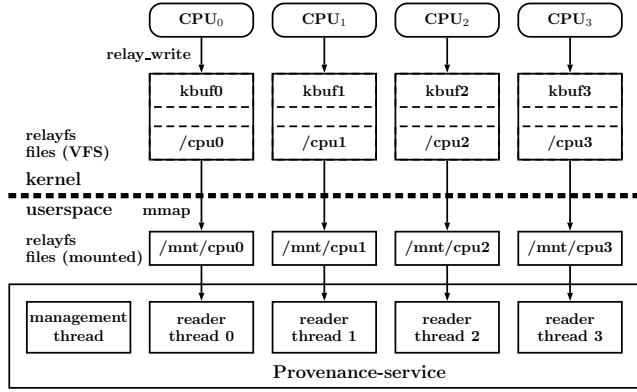 CPU₀ CPU₁ CPU₂ CPU₃
relay_write
kbuf0 kbuf1 kbuf2 kbuf3
/cpu0 /cpu1 /cpu2 /cpu3
relayfs
files (VFS)
kernel
userspace
mmap
relayfs
files (mounted)
/mnt/cpu0 /mnt/cpu1 /mnt/cpu2 /mnt/cpu3
management
thread
reader
thread 0
reader
thread 1
reader
thread 2
reader
thread 3
Provenance-service